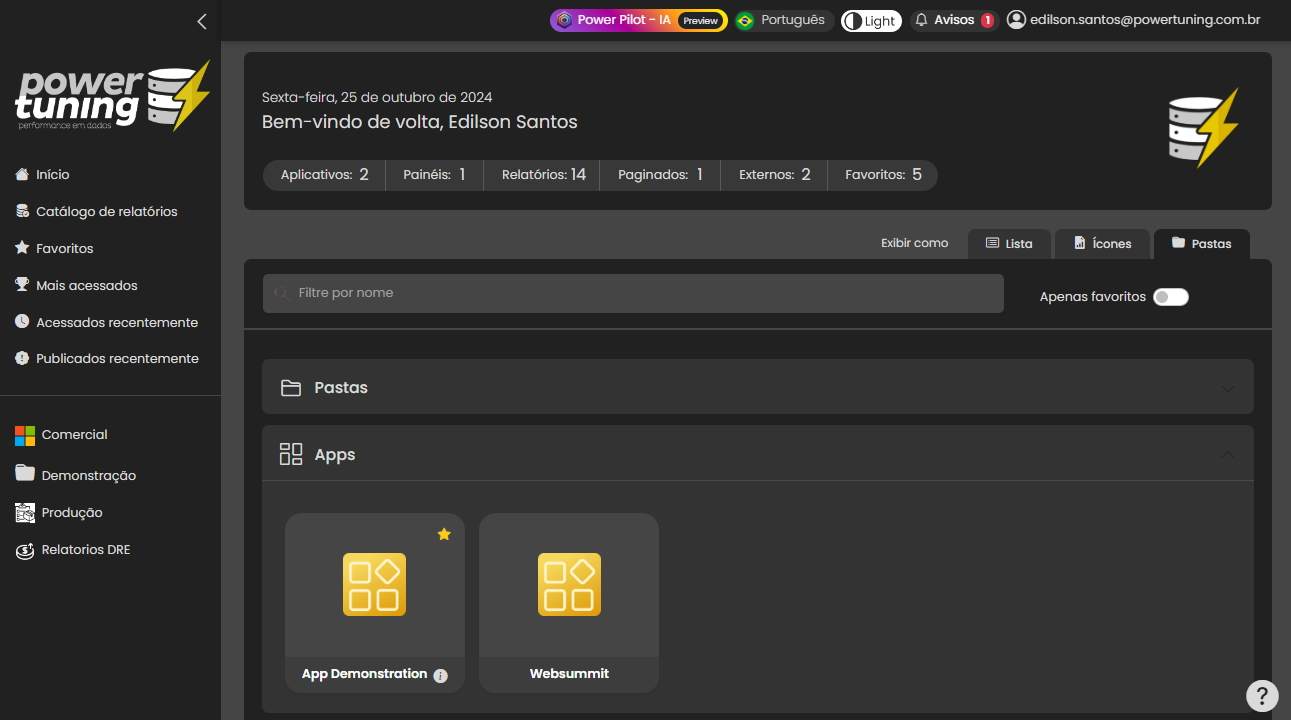 Power Pilot - IA Preview
Português
Light
Avisos 1
edilson.santos@powertuning.com.br
power
tuning
performance em dados
Início
Catálogo de relatórios
Favoritos
Mais acessados
Acessados recentemente
Publicados recentemente
Comercial
Demonstração
Produção
Relatorios DRE
Sexta-feira, 25 de outubro de 2024
Bem-vindo de volta, Edilson Santos
Aplicativos: 2 Painéis: 1 Relatórios: 14 Paginados: 1 Externos: 2 Favoritos: 5
Exibir como Lista Ícones Pastas
Filtre por nome
Apenas favoritos
Pastas
Apps
App Demonstration i
Websummit
?